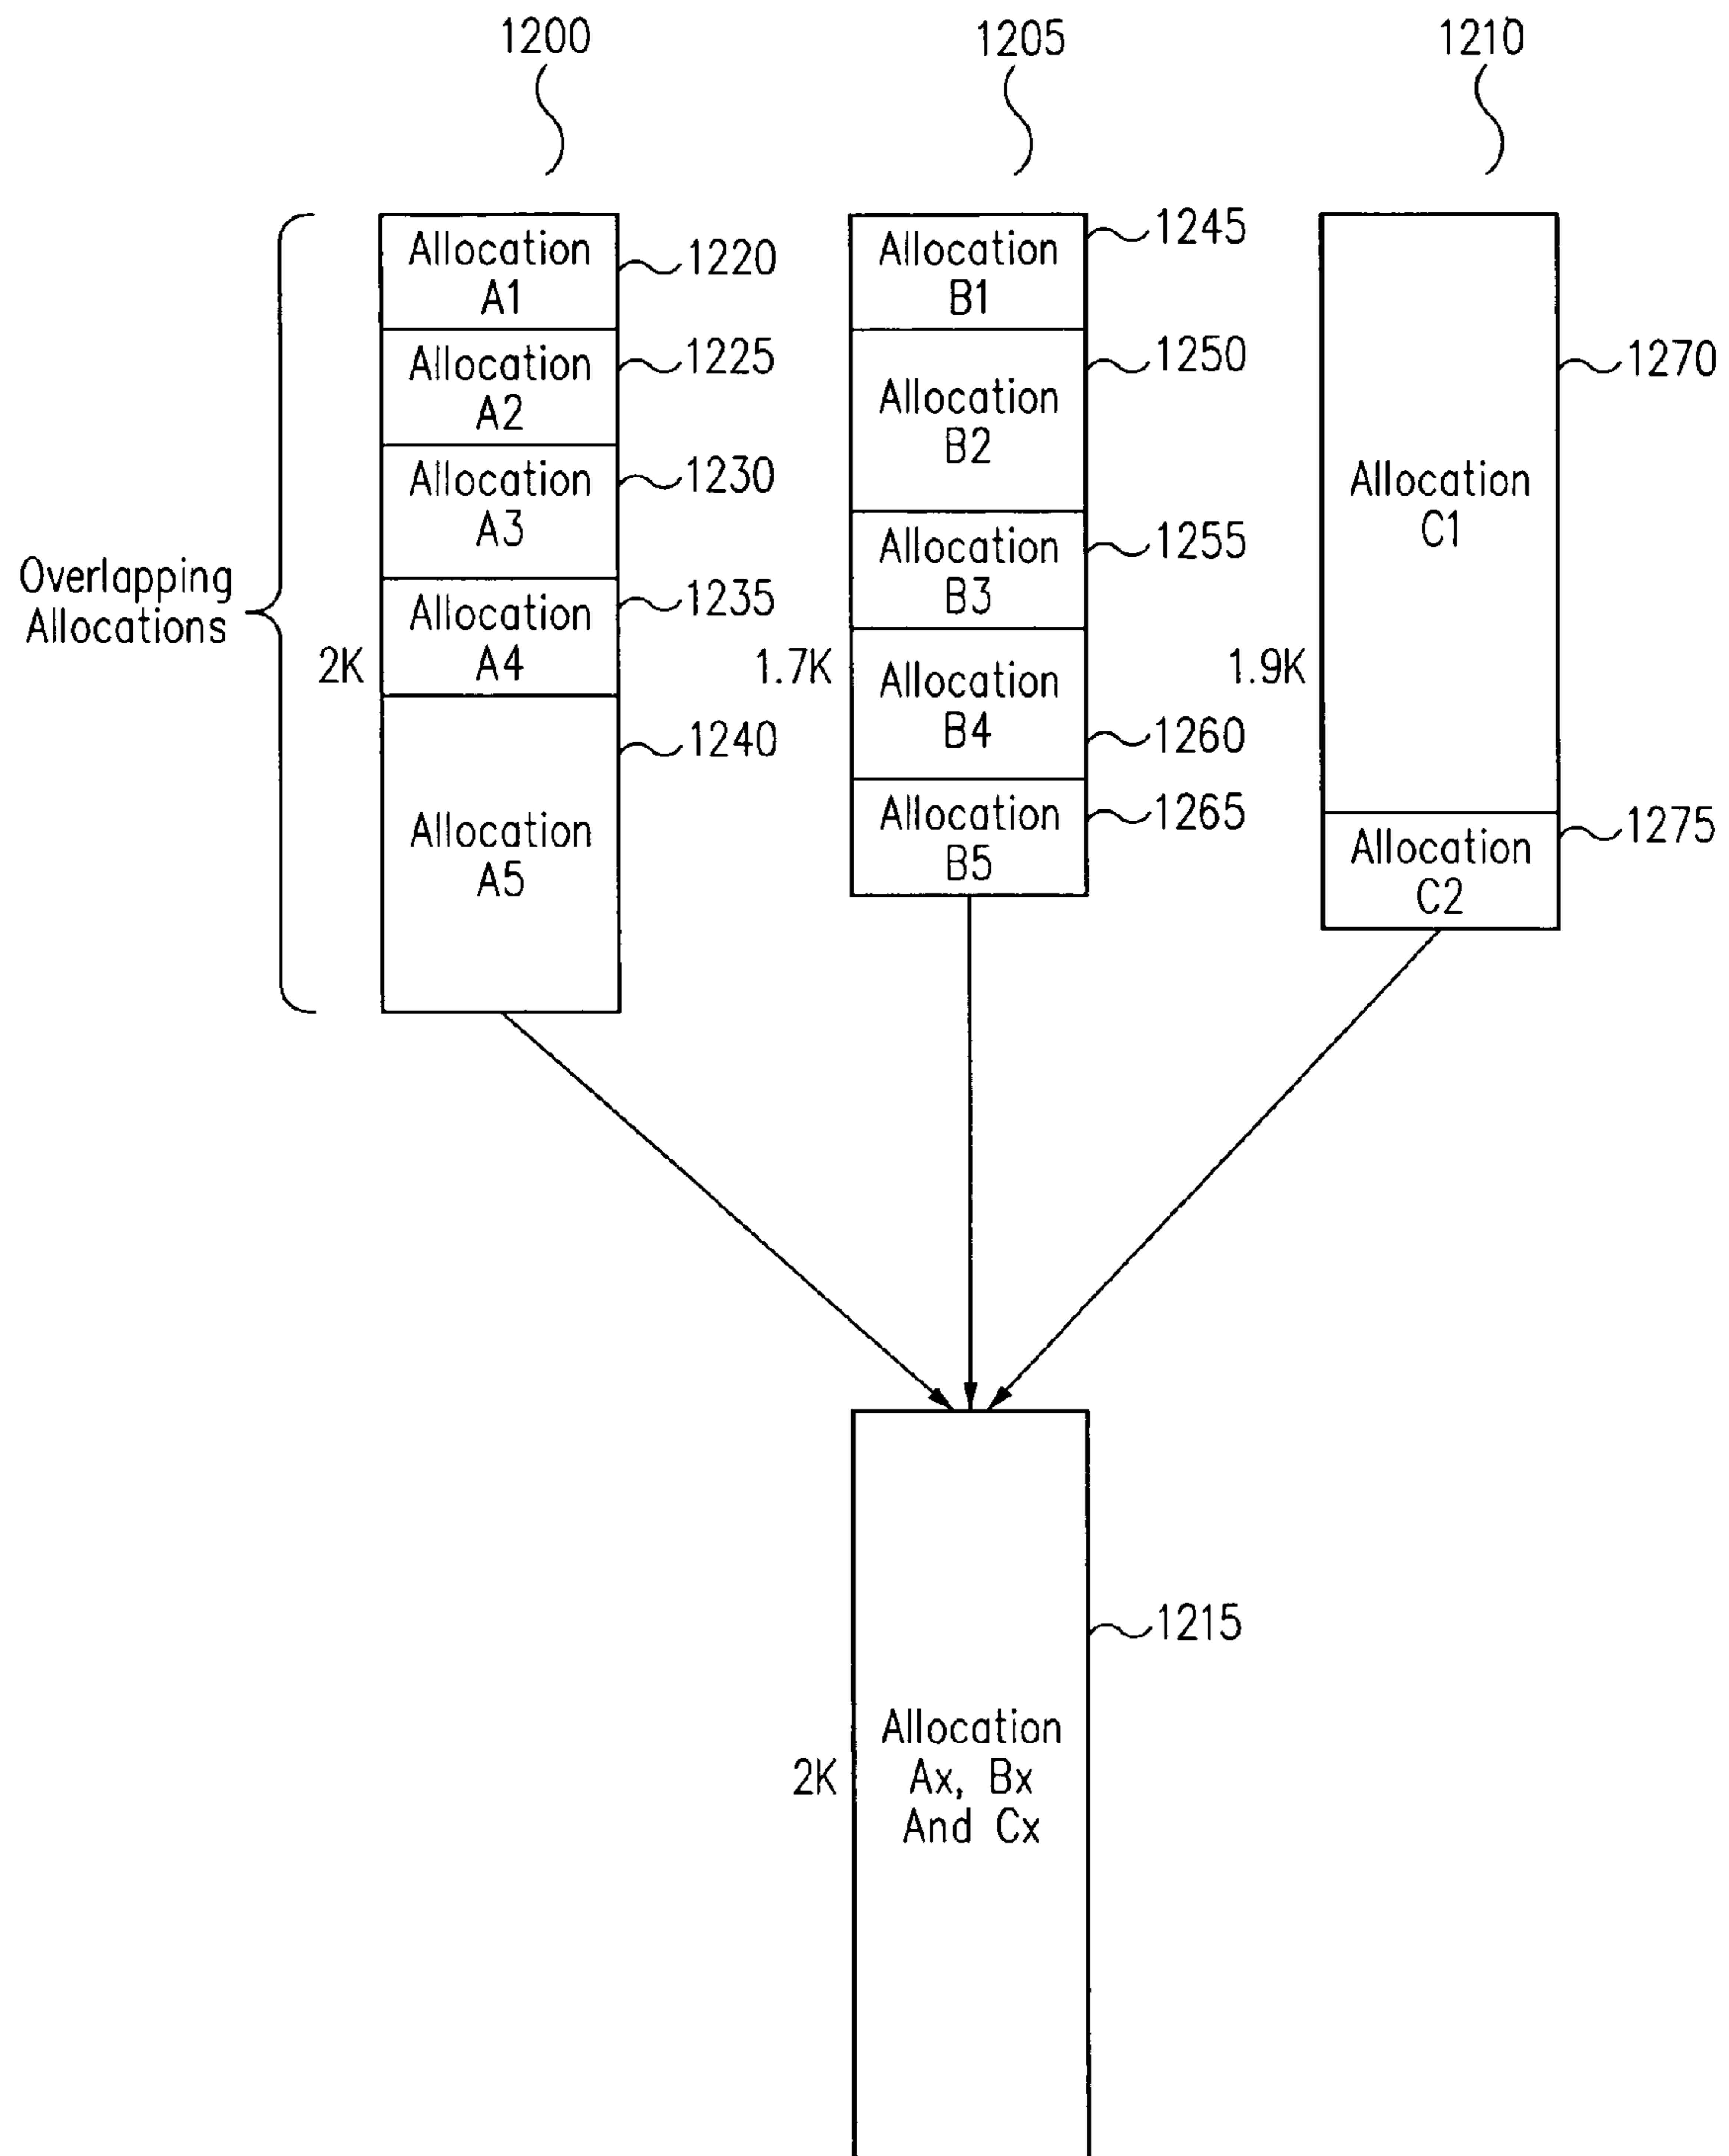 1200
1205
1210
Allocation
A1
1220
Allocation
A2
1225
Allocation
A3
1230
Allocation
A4
1235
Allocation
A5
1240
Overlapping
Allocations
2K
Allocation
B1
1245
Allocation
B2
1250
Allocation
B3
1255
Allocation
B4
1260
Allocation
B5
1265
1.7K
Allocation
C1
1270
Allocation
C2
1275
1.9K
1215
Allocation
Ax, Bx
And Cx
2K